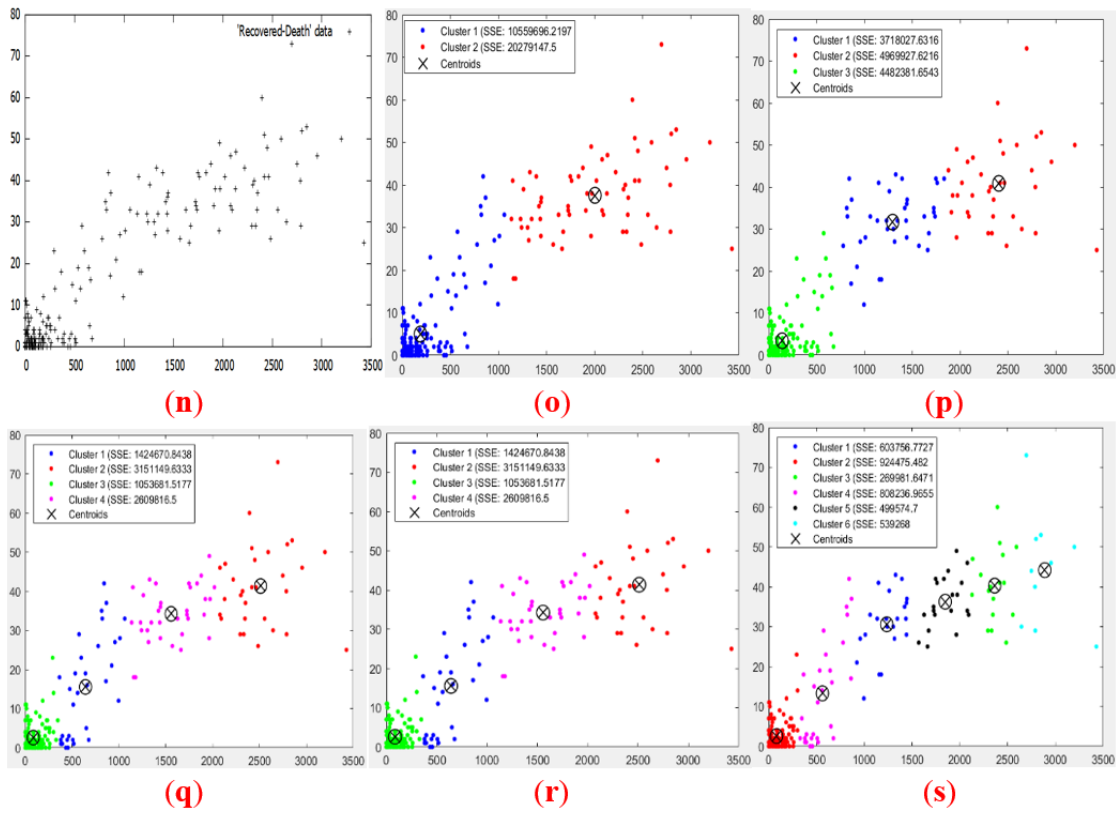 'Recovered-Death' data
80
70
60
50
40
30
20
10
0
0 500 1000 1500 2000 2500 3000 3500
(n)
Cluster 1 (SSE: 10559696.2197
Cluster 2 (SSE: 20279147.5
Centroids
80
70
60
50
40
30
20
10
0
0 500 1000 1500 2000 2500 3000 3500
(o)
Cluster 1 (SSE: 3718027.6316
Cluster 2 (SSE: 4969927.6216
Cluster 3 (SSE: 4482381.6543
Centroids
80
70
60
50
40
30
20
10
0
0 500 1000 1500 2000 2500 3000 3500
(p)
Cluster 1 (SSE: 1424670.8438
Cluster 2 (SSE: 3151149.6333
Cluster 3 (SSE: 1053681.5177
Cluster 4 (SSE: 2609816.5
Centroids
80
70
60
50
40
30
20
10
0
0 500 1000 1500 2000 2500 3000 3500
(q)
Cluster 1 (SSE: 1424670.8438
Cluster 2 (SSE: 3151149.6333
Cluster 3 (SSE: 1053681.5177
Cluster 4 (SSE: 2609816.5
Centroids
80
70
60
50
40
30
20
10
0
0 500 1000 1500 2000 2500 3000 3500
(r)
Cluster 1 (SSE: 603756.7727
Cluster 2 (SSE: 924475.482
Cluster 3 (SSE: 269981.6471
Cluster 4 (SSE: 808236.9655
Cluster 5 (SSE: 499574.7
Cluster 6 (SSE: 539268
Centroids
80
70
60
50
40
30
20
10
0
0 500 1000 1500 2000 2500 3000 3500
(s)